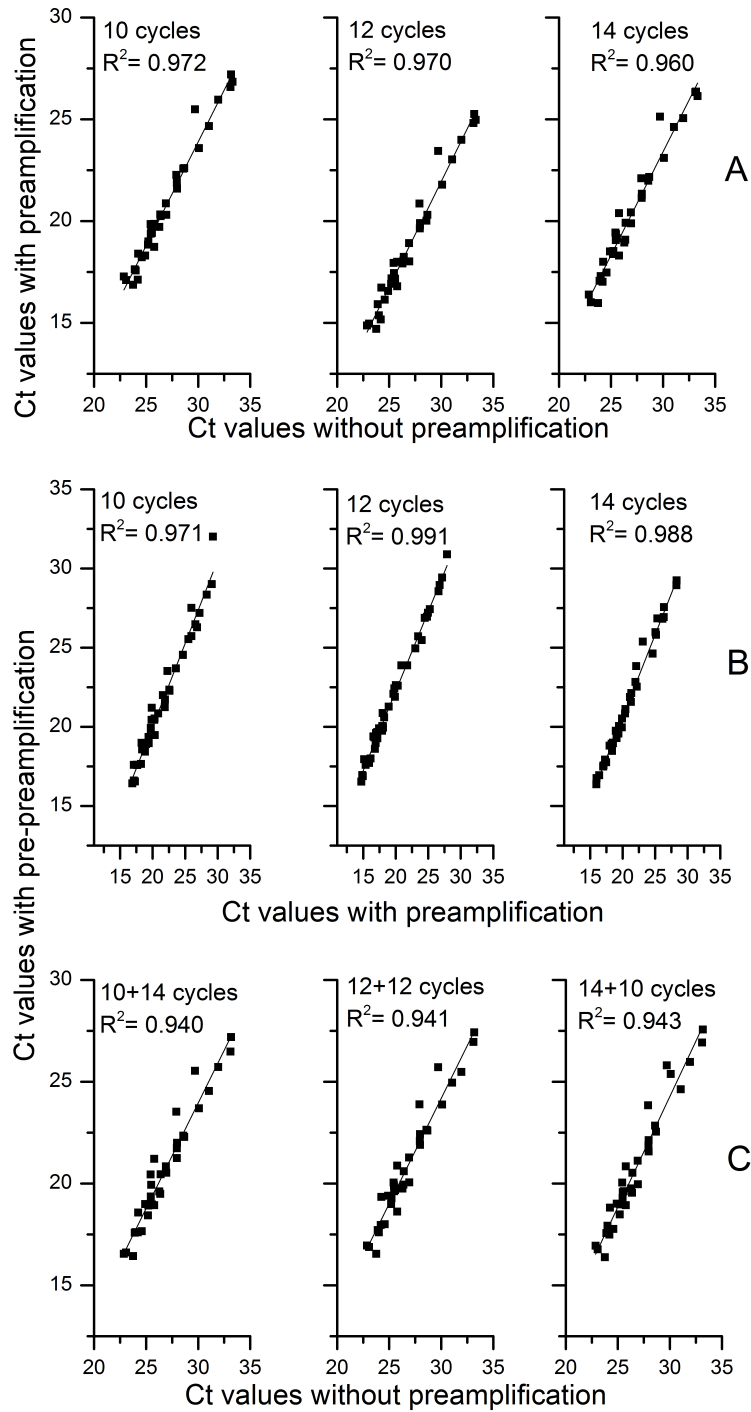 Ct values with preamplification
30
25
20
15
10 cycles
R²= 0.972
12 cycles
R²= 0.970
14 cycles
R²= 0.960
A
20 25 30 35 20 25 30 35 20 25 30 35
Ct values without preamplification
Ct values with pre-preamplification
35
30
25
20
15
10 cycles
R²= 0.971
12 cycles
R²= 0.991
14 cycles
R²= 0.988
B
15 20 25 30 35 15 20 25 30 35 15 20 25 30 35
Ct values with preamplification
30
25
20
15
10+14 cycles
R²= 0.940
12+12 cycles
R²= 0.941
14+10 cycles
R²= 0.943
C
20 25 30 35 20 25 30 35 20 25 30 35
Ct values without preamplification